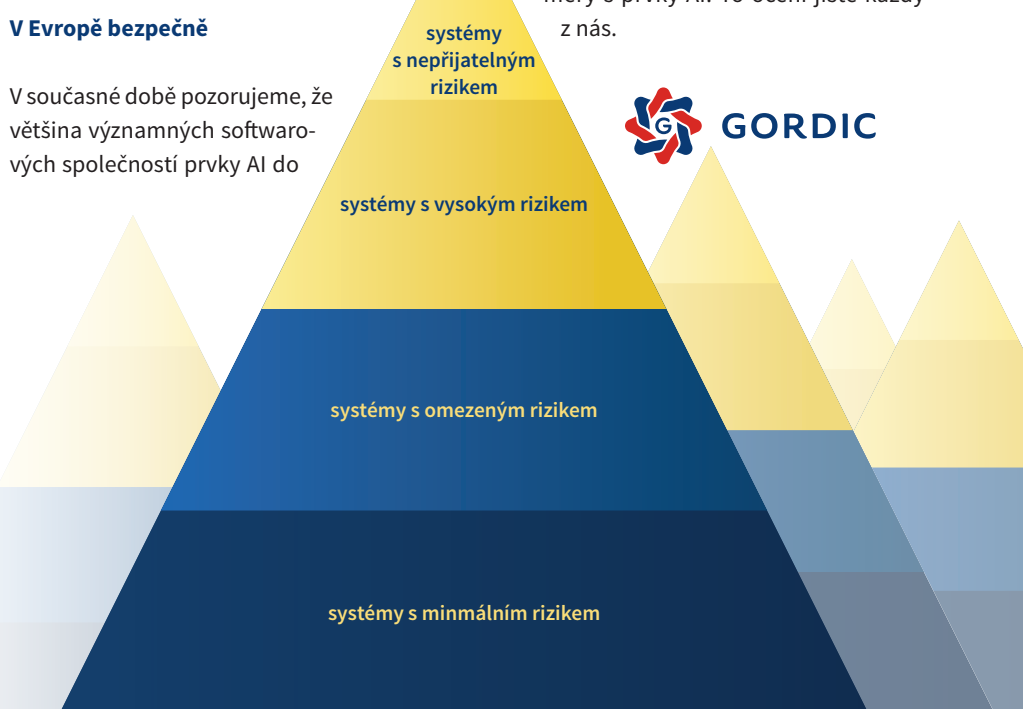 V Evropě bezpečně
V současné době pozorujeme, že
většina významných softwaro-
vých společností prvky AI do
z nás.
GORDIC
G
systémy
s nepřijatelným
rizikem
systémy s vysokým rizikem
systémy s omezeným rizikem
systémy s minmálním rizikem